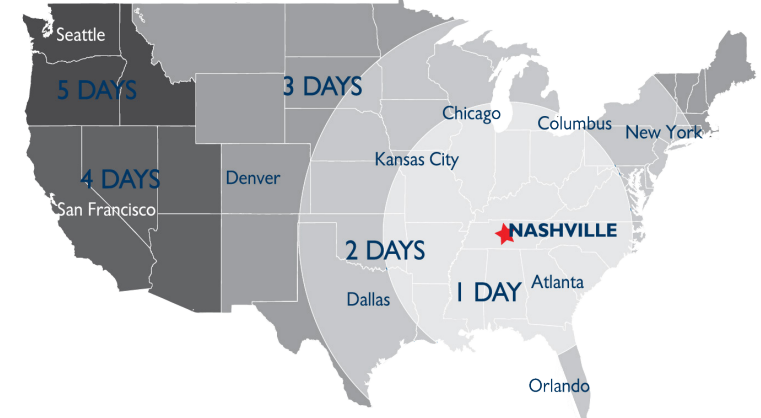 Seattle
5 DAYS
3 DAYS
Chicago
Columbus
New York
Kansas City
Denver
4 DAYS
San Francisco
NASHVILLE
2 DAYS
1 DAY
Atlanta
Dallas
Orlando